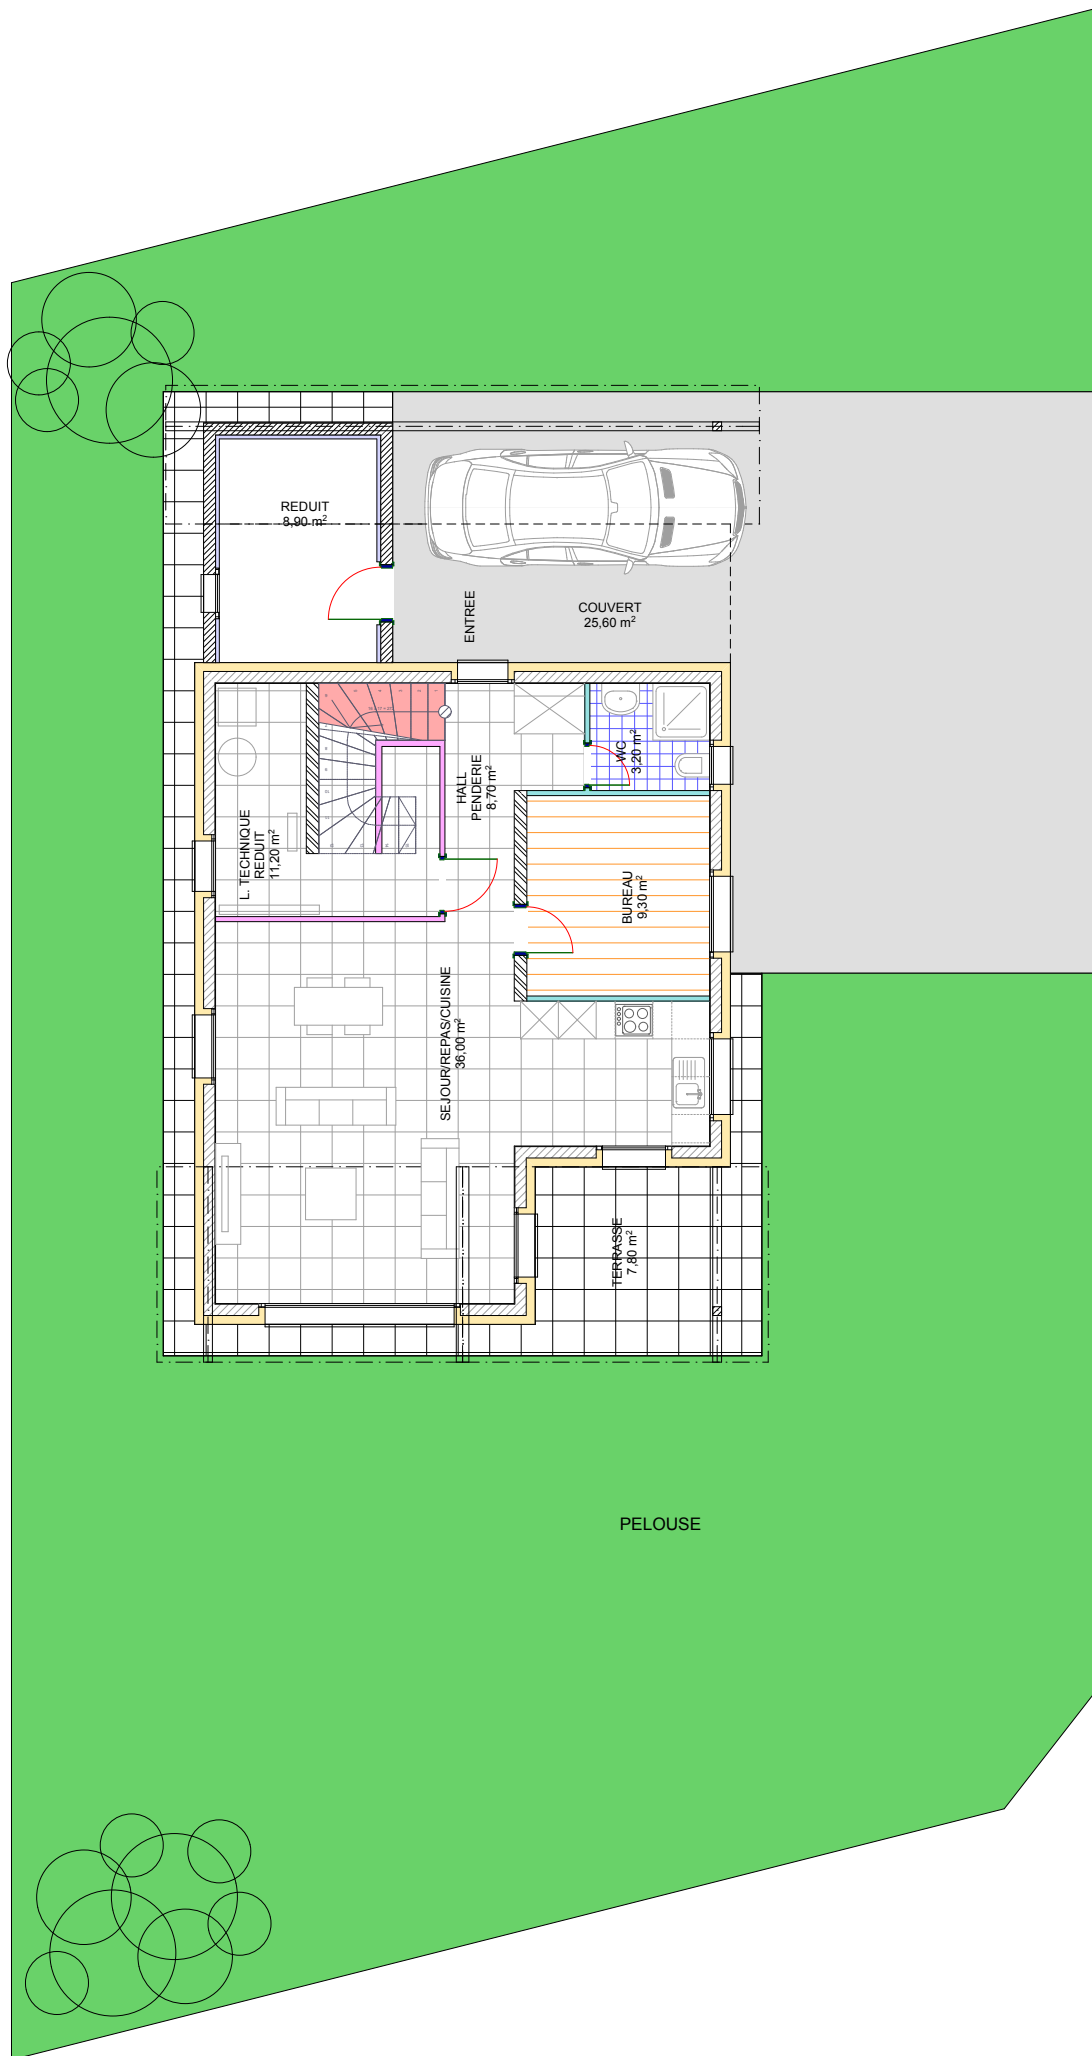 REDUIT
8,90 m²
ENTREE
COUVERT
25,60 m²
WC
3,20 m²
HALL
PENDERIE
8,70 m²
L. TECHNIQUE
REDUIT
11,20 m²
BUREAU
9,30 m²
SEJOUR/REPAS/CUISINE
36,00 m²
TERRASSE
7,80 m²
PELOUSE